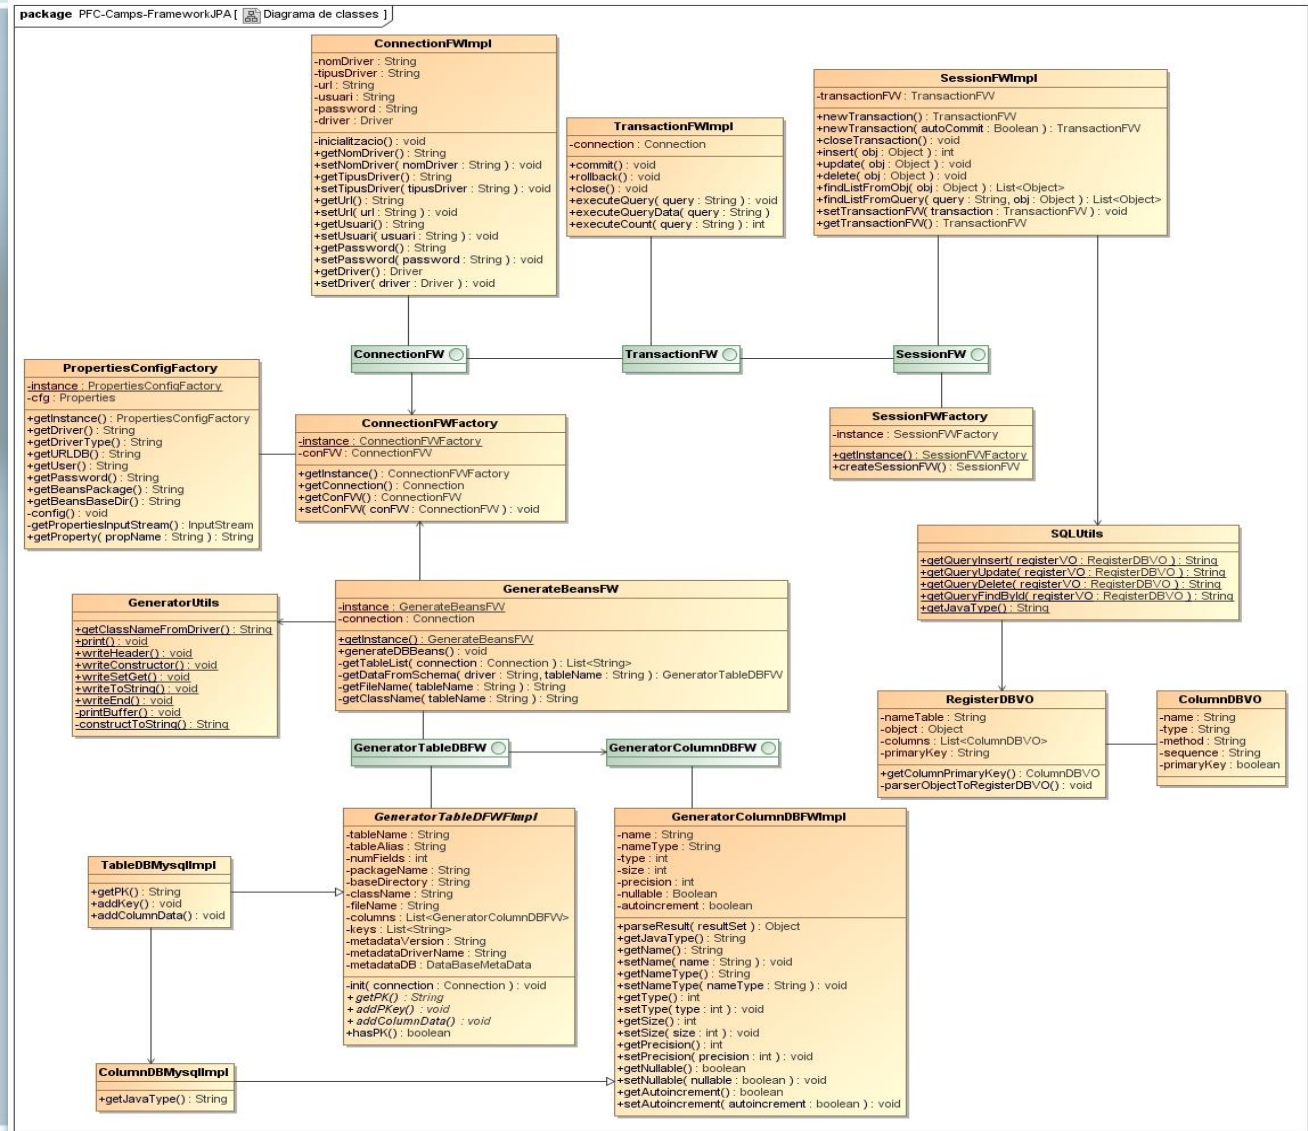 package PFC-Camps-FrameworkJPA [ Diagrama de classes ]
ConnectionFWImpl
-nomDriver : String
-tipusDriver : String
-url : String
-usuari : String
-password : String
-driver : Driver
-inicialitzacio() : void
+getNomDriver() : String
+setNomDriver( nomDriver : String ) : void
+getTipusDriver() : String
+setTipusDriver( tipusDriver : String ) : void
+getUrl() : String
+setUrl( url : String ) : void
+getUsuari() : String
+setUsuari( usuari : String ) : void
+getPassword() : String
+setPassword( password : String ) : void
+getDriver() : Driver
+setDriver( driver : Driver ) : void
TransactionFWImpl
-connection : Connection
+commit() : void
+rollback() : void
+close() : void
+executeQuery( query : String ) : void
+executeQueryData( query : String )
+executeCount( query : String ) : int
SessionFWImpl
-transactionFW : TransactionFW
+newTransaction() : TransactionFW
+newTransaction( autoCommit : Boolean ) : TransactionFW
+closeTransaction() : void
+insert( obj : Object ) : int
+update( obj : Object ) : void
+delete( obj : Object ) : void
+findListFromObj( obj : Object ) : List<Object>
+findListFromQuery( query : String, obj : Object ) : List<Object>
+setTransactionFW( transaction : TransactionFW ) : void
+getTransactionFW() : TransactionFW
ConnectionFW
TransactionFW
SessionFW
PropertiesConfigFactory
-instance : PropertiesConfigFactory
-cfg : Properties
+getInstance() : PropertiesConfigFactory
+getDriver() : String
+getDriverType() : String
+getURLDB() : String
+getUser() : String
+getPassword() : String
+getBeansPackage() : String
+getBeansBaseDir() : String
-config() : void
-getPropertiesInputStream() : InputStream
+getProperty( propName : String ) : String
ConnectionFWFactory
-instance : ConnectionFWFactory
-conFW : ConnectionFW
+getInstance() : ConnectionFWFactory
+getConnection() : Connection
+getConFW() : ConnectionFW
+setConFW( conFW : ConnectionFW ) : void
SessionFWFactory
-instance : SessionFWFactory
+getInstance() : SessionFWFactory
+createSessionFW() : SessionFW
SQLUtils
+getQueryInsert( registerVO : RegisterDBVO ) : String
+getQueryUpdate( registerVO : RegisterDBVO ) : String
+getQueryDelete( registerVO : RegisterDBVO ) : String
+getQueryFindById( registerVO : RegisterDBVO ) : String
+getJavaType() : String
GeneratorUtils
+getClassNameFromDriver() : String
+print() : void
+writeHeader() : void
+writeConstructor() : void
+writeSetGet() : void
+writeToString() : void
+writeEnd() : void
-printBuffer() : void
-constructToString() : String
GenerateBeansFW
-instance : GenerateBeansFW
-connection : Connection
+getInstance() : GenerateBeansFW
+generateDBBeans() : void
-getTableList( connection : Connection ) : List<String>
-getDataFromSchema( driver : String, tableName : String ) : GeneratorTableDBFW
-getFileName( tableName : String ) : String
-getClassName( tableName : String ) : String
RegisterDBVO
-nameTable : String
-object : Object
-columns : List<ColumnDBVO>
-primaryKey : String
+getColumnPrimaryKey() : ColumnDBVO
-parserObjectToRegisterDBVO() : void
ColumnDBVO
-name : String
-type : String
-method : String
-sequence : String
-primaryKey : boolean
GeneratorTableDBFW
GeneratorColumnDBFW
GeneratorTableDFWFImpl
-tableName : String
-tableAlias : String
-numFields : int
-packageName : String
-baseDirectory : String
-className : String
-fileName : String
-columns : List<GeneratorColumnDBFW>
-keys : List<String>
-metadataVersion : String
-metadataDriverName : String
-metadataDB : DataBaseMetaData
-init( connection : Connection ) : void
+ getPK() : String
+ addPKey() : void
+ addColumnData() : void
+hasPK() : boolean
GeneratorColumnDBFWImpl
-name : String
-nameType : String
-type : int
-size : int
-precision : int
-nullable : Boolean
-autoincrement : boolean
+parseResult( resultSet ) : Object
+getJavaType() : String
+getName() : String
+setName( name : String ) : void
+getNameType() : String
+setNameType( nameType : String ) : void
+getType() : int
+setType( type : int ) : void
+getSize() : int
+setSize( size : int ) : void
+getPrecision() : int
+setPrecision( precision : int ) : void
+getNullable() : boolean
+setNullable( nullable : boolean ) : void
+getAutoincrement() : boolean
+setAutoincrement( autoincrement : boolean ) : void
TableDBMysqlImpl
+getPK() : String
+addKey() : void
+addColumnData() : void
ColumnDBMysqlImpl
+getJavaType() : String